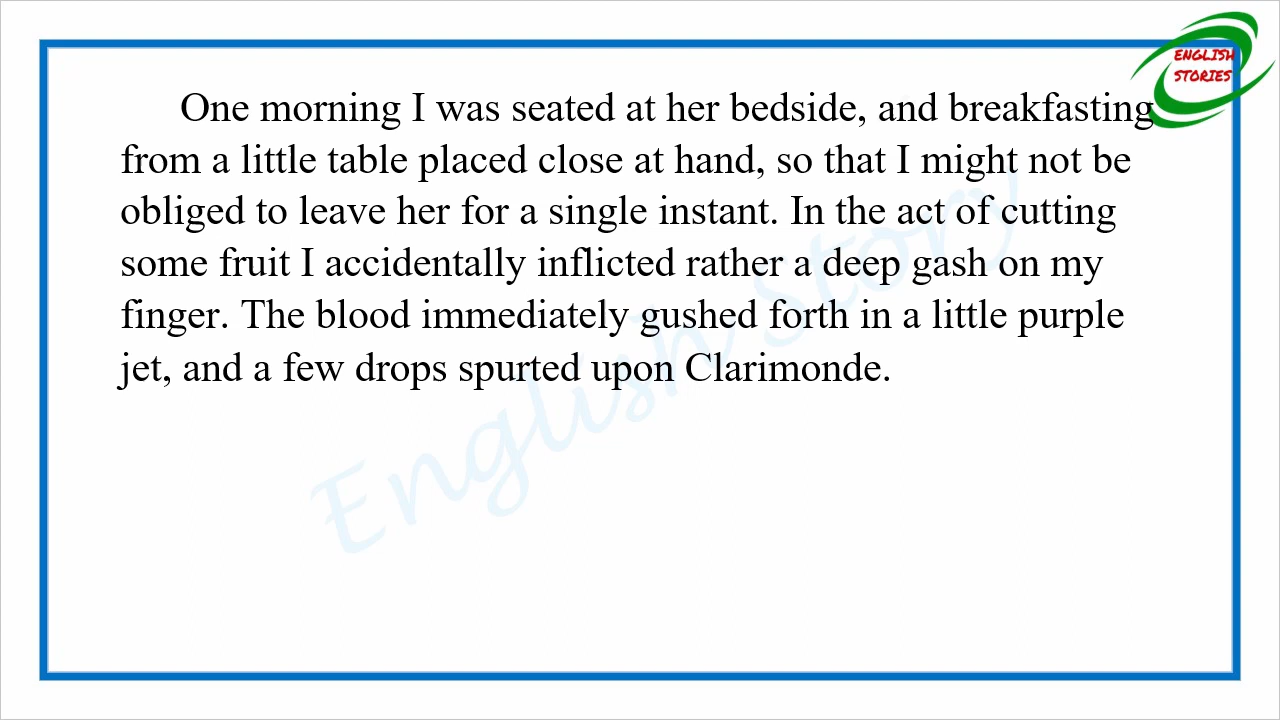 ENGLISH
STORIES
One morning I was seated at her bedside, and breakfasting
from a little table placed close at hand, so that I might not be
obliged to leave her for a single instant. In the act of cutting
some fruit I accidentally inflicted rather a deep gash on my
finger. The blood immediately gushed forth in a little purple
jet, and a few drops spurted upon Clarimonde.
English Story